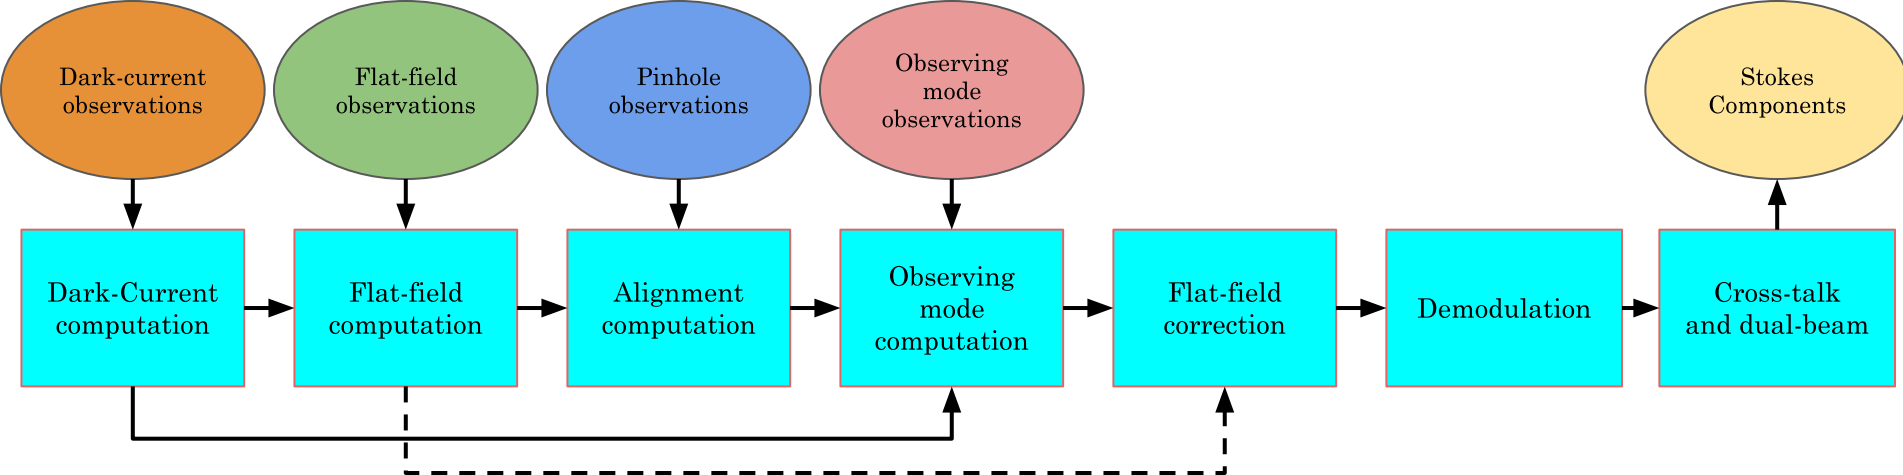 Dark-current
observations
Flat-field
observations
Pinhole
observations
Observing
mode
observations
Stokes
Components
Dark-Current
computation
Flat-field
computation
Alignment
computation
Observing
mode
computation
Flat-field
correction
Demodulation
Cross-talk
and dual-beam